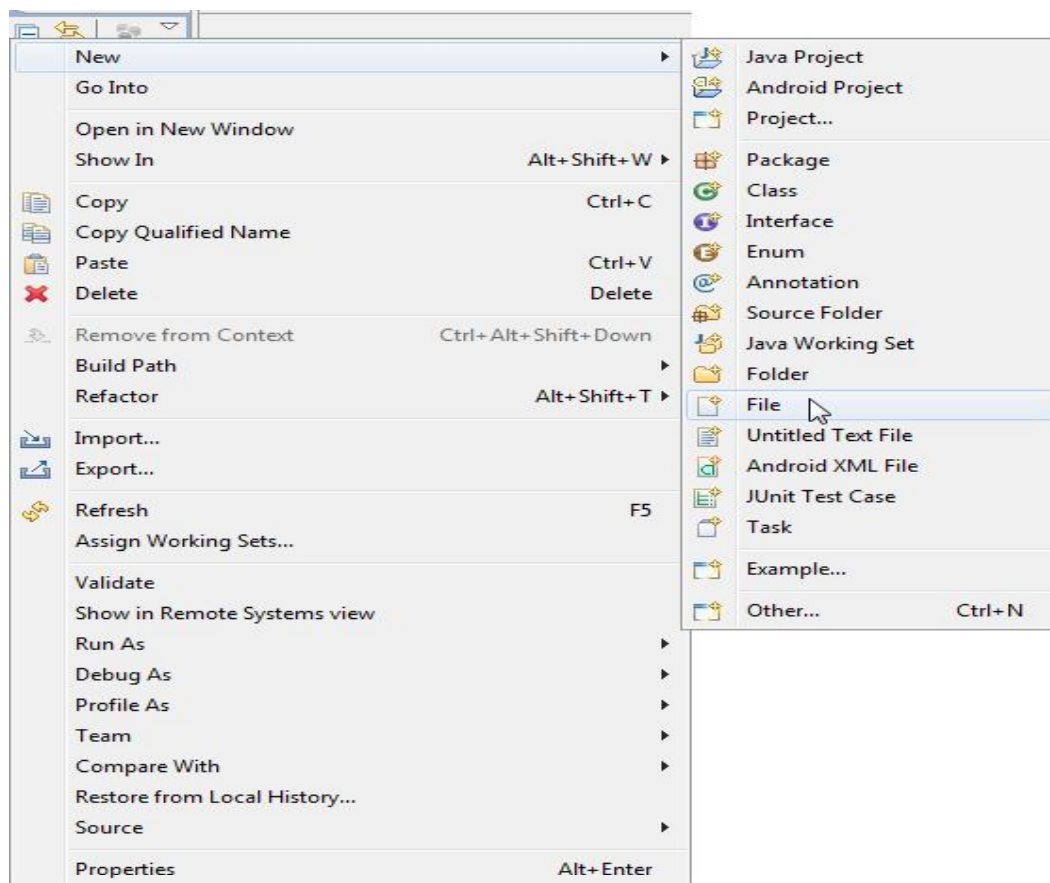 New
Go Into
Open in New Window
Show In Alt+Shift+W
Copy Ctrl+C
Copy Qualified Name
Paste Ctrl+V
Delete Delete
Remove from Context Ctrl+Alt+Shift+Down
Build Path
Refactor Alt+Shift+T
Import...
Export...
Refresh F5
Assign Working Sets...
Validate
Show in Remote Systems view
Run As
Debug As
Profile As
Team
Compare With
Restore from Local History...
Source
Properties Alt+Enter
Java Project
Android Project
Project...
Package
Class
Interface
Enum
Annotation
Source Folder
Java Working Set
Folder
File
Untitled Text File
Android XML File
JUnit Test Case
Task
Example...
Other... Ctrl+N